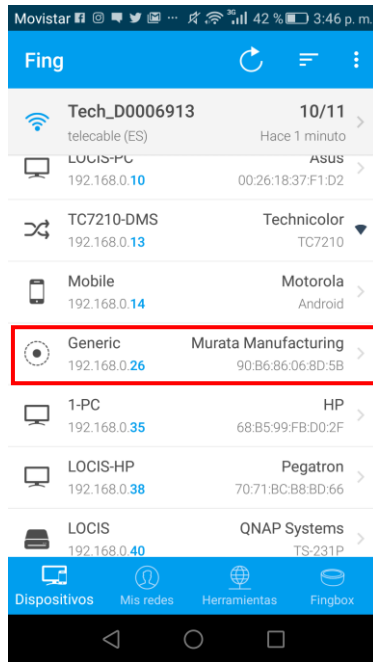 Movistar ... 3G 42 % 3:46 p. m.
Fing
Tech_D0006913 10/11
telecable (ES) Hace 1 minuto
LOCIS-PC Asus
192.168.0.10 00:26:18:37:F1:D2
TC7210-DMS Technicolor
192.168.0.13 TC7210
Mobile Motorola
192.168.0.14 Android
Generic Murata Manufacturing
192.168.0.26 90:B6:86:06:8D:5B
1-PC HP
192.168.0.35 68:B5:99:FB:D0:2F
LOCIS-HP Pegatron
192.168.0.38 70:71:BC:B8:BD:66
LOCIS QNAP Systems
192.168.0.40 TS-231P
Dispositivos Mis redes Herramientas Fingbox